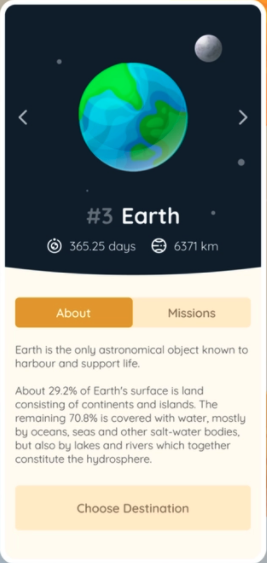 #3 Earth
365.25 days 6371 km
About Missions
Earth is the only astronomical object known to
harbour and support life.
About 29.2% of Earth's surface is land
consisting of continents and islands. The
remaining 70.8% is covered with water, mostly
by oceans, seas and other salt-water bodies,
but also by lakes and rivers which together
constitute the hydrosphere.
Choose Destination